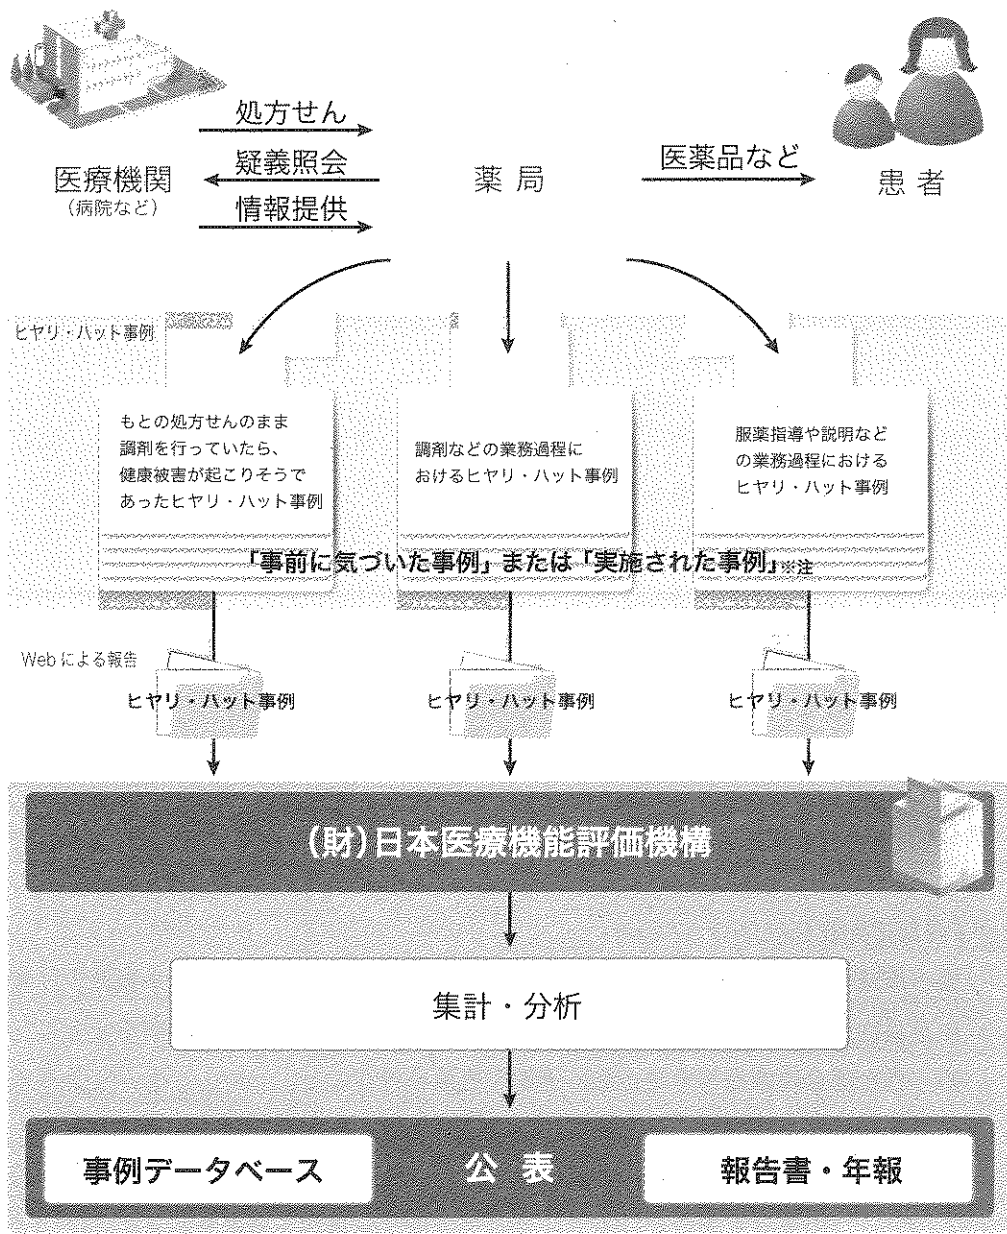 処方せん
疑義照会
情報提供
医療機関
(病院など)
薬局
医薬品など
患者
ヒヤリ・ハット事例
もとの処方せんのまま
調剤を行っていたら、
健康被害が起こりそうで
あったヒヤリ・ハット事例
調剤などの業務過程に
おけるヒヤリ・ハット事例
服薬指導や説明など
の業務過程における
ヒヤリ・ハット事例
「事前に気づいた事例」または「実施された事例」※注
Webによる報告
ヒヤリ・ハット事例
ヒヤリ・ハット事例
ヒヤリ・ハット事例
(財)日本医療機能評価機構
集計・分析
事例データベース
公表
報告書・年報